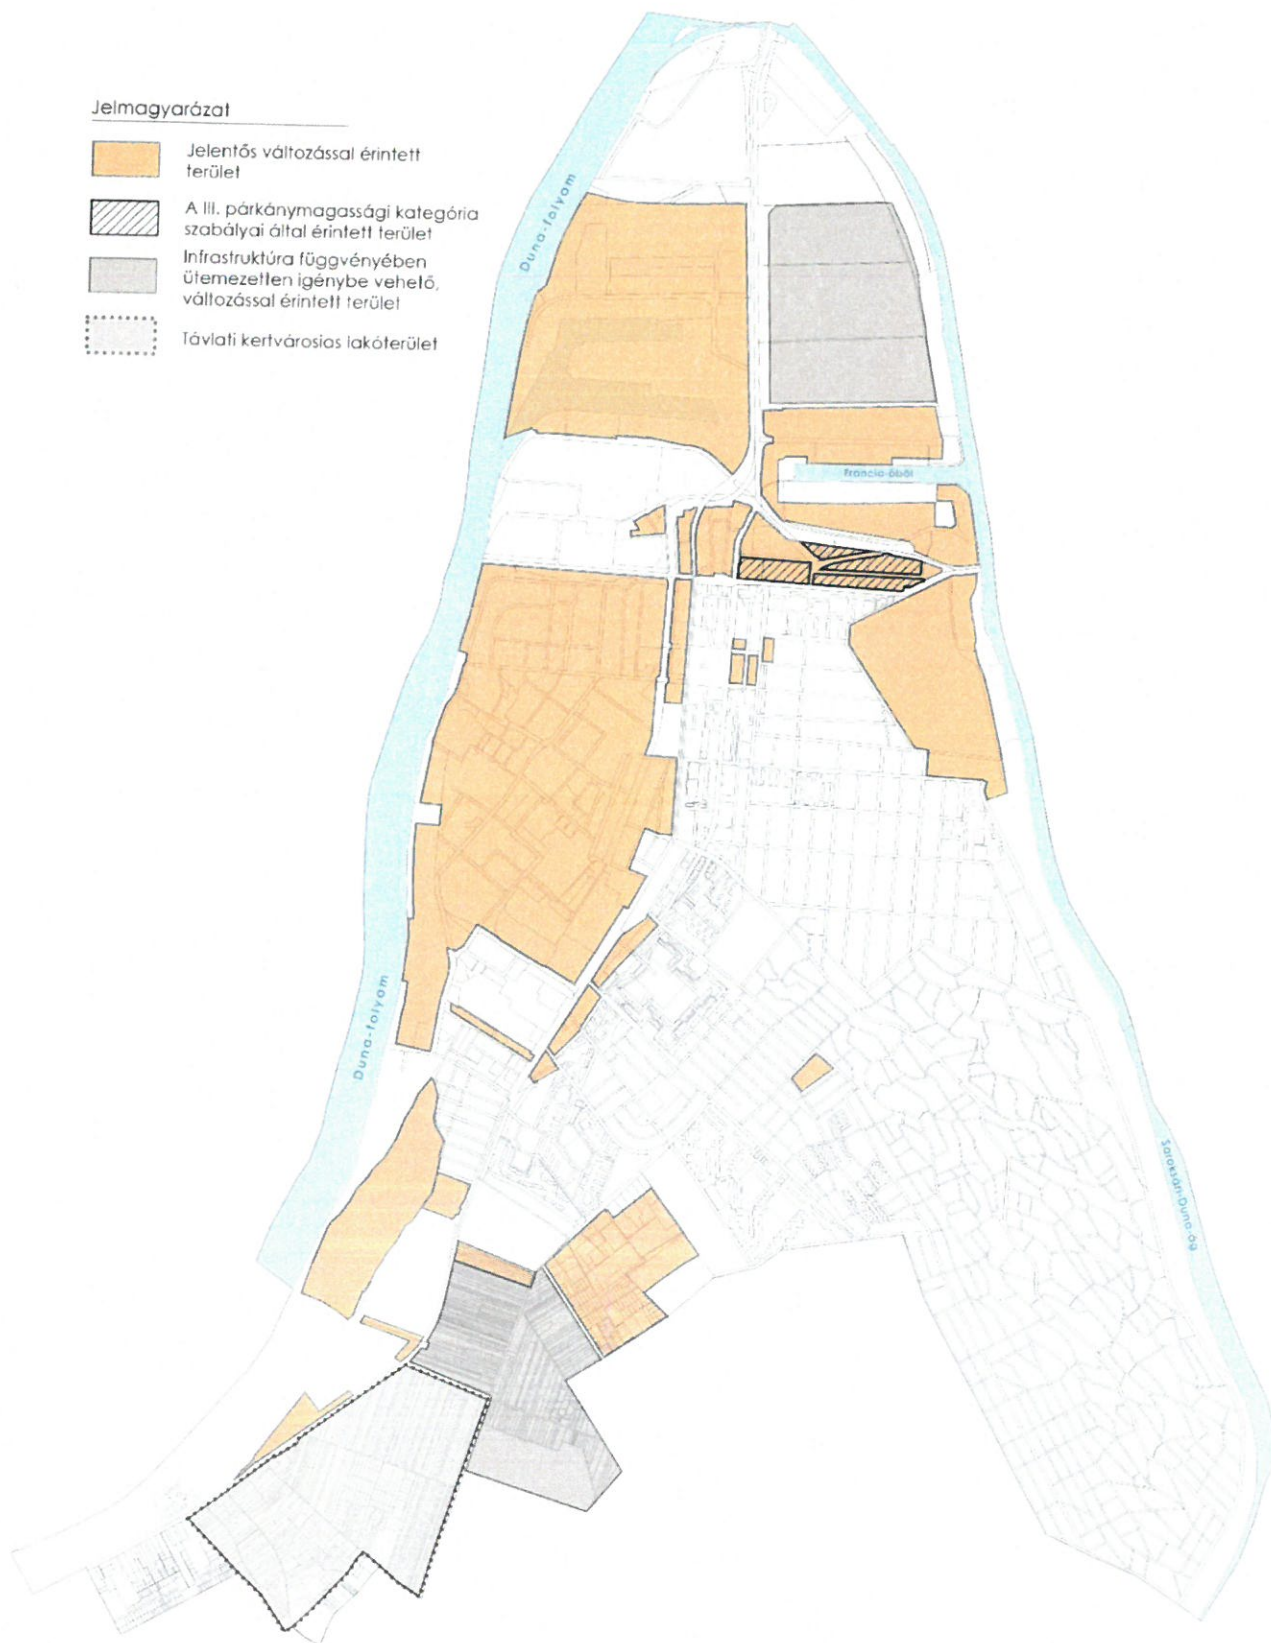 Jelmagyarázat
Jelentős változással érintett
terület
A III. párkánymagassági kategória
szabályai által érintett terület
Infrastruktúra függvényében
ütemezetten igénybe vehető,
változással érintett terület
Távlati kertvárosias lakóterület
Duna-folyam
Francia-öböl
Duna-folyam
Soroksári-Duna-ág